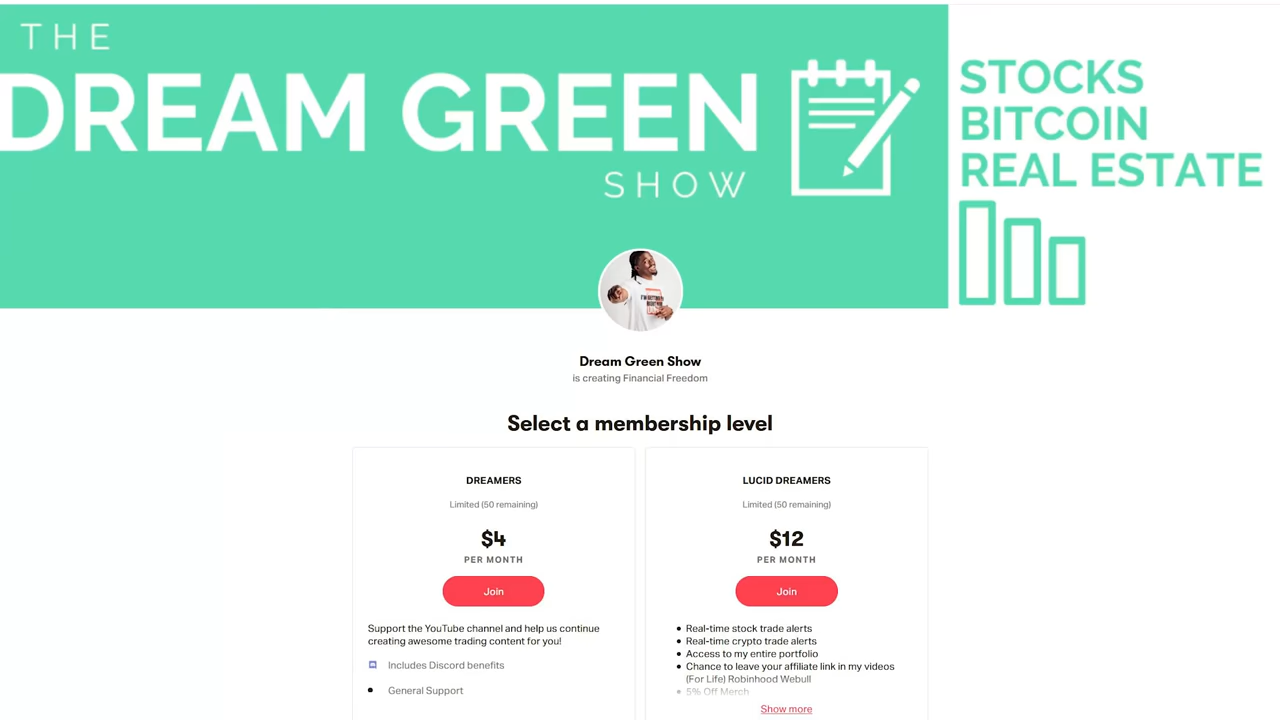 THE
DREAM GREEN
SHOW
STOCKS
BITCOIN
REAL ESTATE
Dream Green Show
is creating Financial Freedom
Select a membership level
DREAMERS
Limited (50 remaining)
$4
PER MONTH
Join
Support the YouTube channel and help us continue
creating awesome trading content for you!
Includes Discord benefits
General Support
LUCID DREAMERS
Limited (50 remaining)
$12
PER MONTH
Join
Real-time stock trade alerts
Real-time crypto trade alerts
Access to my entire portfolio
Chance to leave your affiliate link in my videos
(For Life) Robinhood Webull
5% Off Merch
Show more